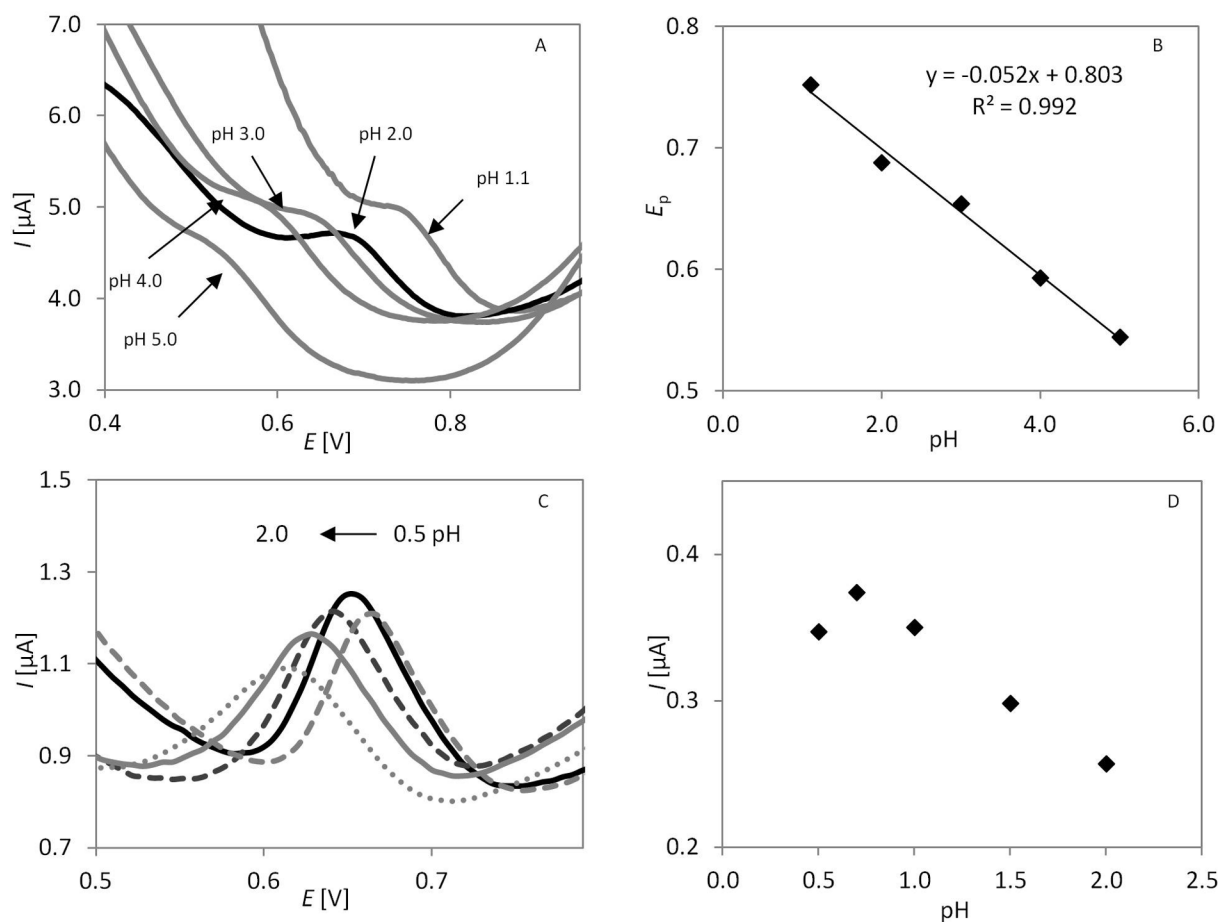 A
7.0
6.0
5.0
4.0
3.0
I [µA]
pH 3.0
pH 2.0
pH 1.1
pH 4.0
pH 5.0
0.4
0.6
0.8
E [V]
B
0.8
0.7
0.6
0.5
Ep
y = -0.052x + 0.803
R² = 0.992
0.0
2.0
4.0
6.0
pH
C
1.5
1.3
1.1
0.9
0.7
I [µA]
2.0
0.5 pH
0.5
0.6
0.7
E [V]
D
0.4
0.3
0.2
I [µA]
0.0
0.5
1.0
1.5
2.0
2.5
pH